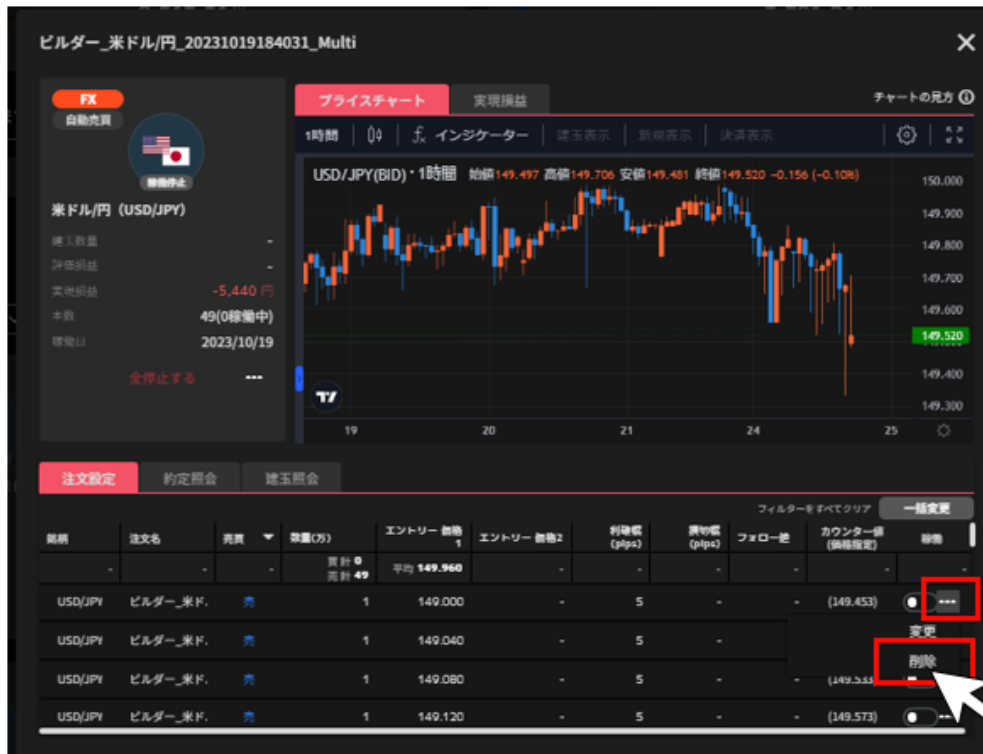 ビルダー_米ドル/円_20231019184031_Multi
FX
自動売買
稼働停止
米ドル/円 (USD/JPY)
建玉数量 -
評価損益 -
実現損益 -5,440 円
本数 49(0稼働中)
稼働日 2023/10/19
全停止する
プライスチャート 実現損益 チャートの見方
1時間 インジケーター 建玉表示 新規表示 決済表示
USD/JPY(BID)・1時間 始値149.497 高値149.706 安値149.481 終値149.520 -0.156 (-0.10%)
150.000
149.900
149.800
149.700
149.600
149.520
149.400
149.300
19 20 21 24 25
注文設定 約定照会 建玉照会
フィルターをすべてクリア 一括変更
銘柄 注文名 売買 数量(万) エントリー価格1 エントリー価格2 利確幅(pips) 損切幅(pips) フォロー値 カウンター値(価格指定) 稼働
- - - 買計 0 売計 49 平均 149.960 - - - - - -
USD/JPY ビルダー_米ド. 売 1 149.000 - 5 - - (149.453)
変更
USD/JPY ビルダー_米ド. 売 1 149.040 - 5 -
削除
USD/JPY ビルダー_米ド. 売 1 149.080 - 5 - - (149.533)
USD/JPY ビルダー_米ド. 売 1 149.120 - 5 - - (149.573)